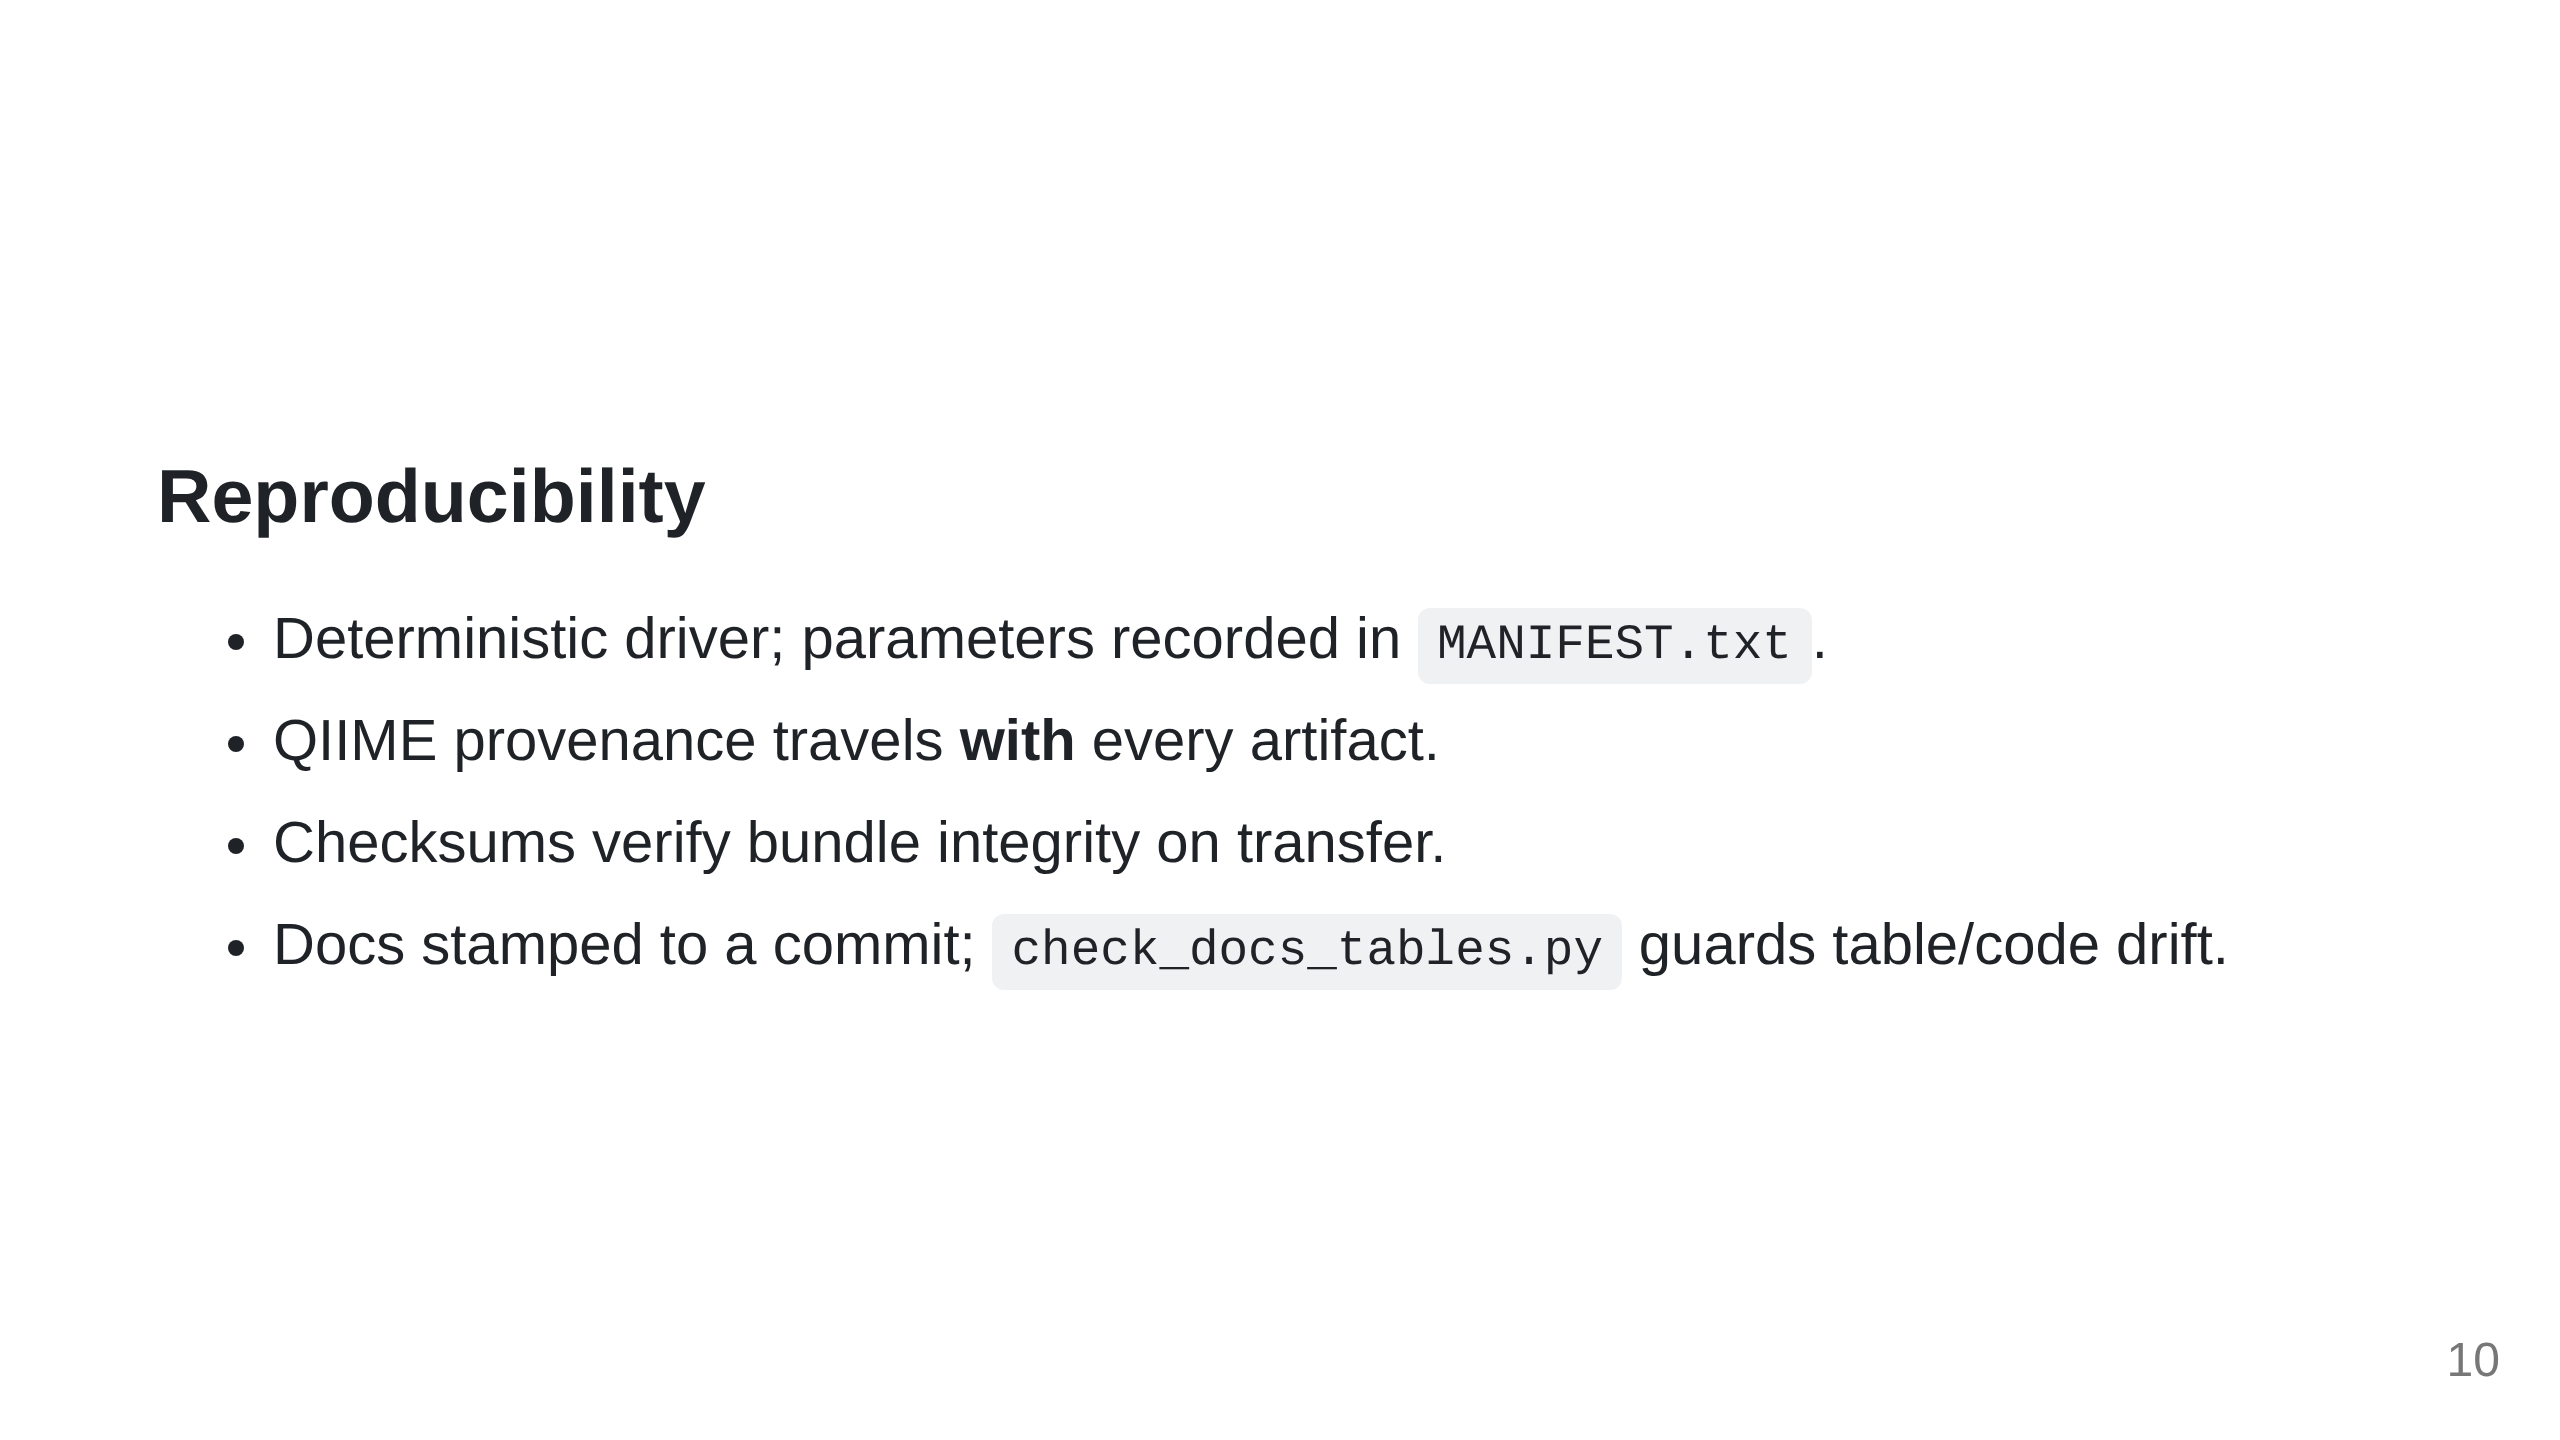 Reproducibility
• Deterministic driver; parameters recorded in MANIFEST.txt.
• QIIME provenance travels with every artifact.
• Checksums verify bundle integrity on transfer.
• Docs stamped to a commit; check_docs_tables.py guards table/code drift.
10